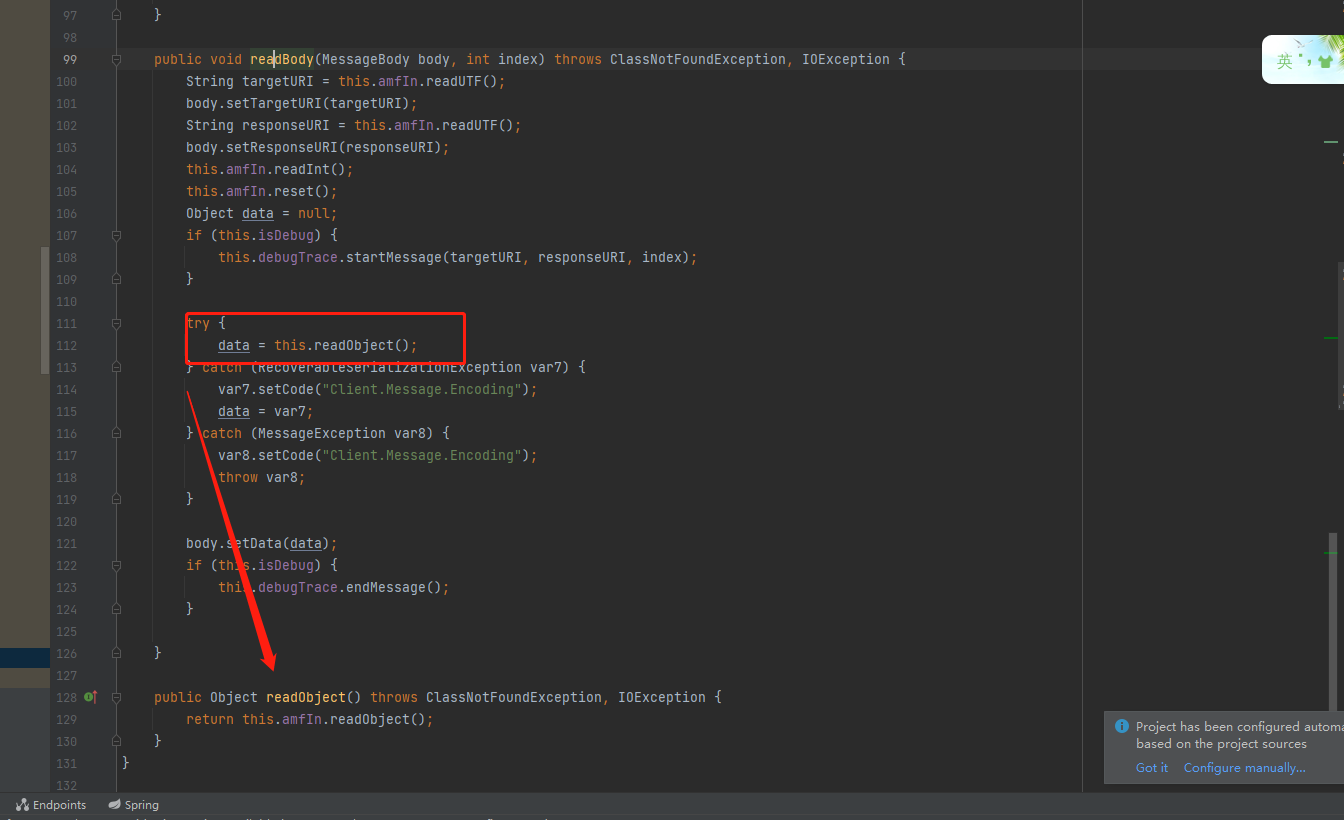 97 }
98
99 public void readBody(MessageBody body, int index) throws ClassNotFoundException, IOException {
100 String targetURI = this.amfIn.readUTF();
101 body.setTargetURI(targetURI);
102 String responseURI = this.amfIn.readUTF();
103 body.setResponseURI(responseURI);
104 this.amfIn.readInt();
105 this.amfIn.reset();
106 Object data = null;
107 if (this.isDebug) {
108 this.debugTrace.startMessage(targetURI, responseURI, index);
109 }
110
111 try {
112 data = this.readObject();
113 } catch (RecoverableSerializationException var7) {
114 var7.setCode("Client.Message.Encoding");
115 data = var7;
116 } catch (MessageException var8) {
117 var8.setCode("Client.Message.Encoding");
118 throw var8;
119 }
120
121 body.setData(data);
122 if (this.isDebug) {
123 this.debugTrace.endMessage();
124 }
125
126 }
127
128 public Object readObject() throws ClassNotFoundException, IOException {
129 return this.amfIn.readObject();
130 }
131 }
132
英
Project has been configured automa
based on the project sources
Got it Configure manually...
Endpoints Spring